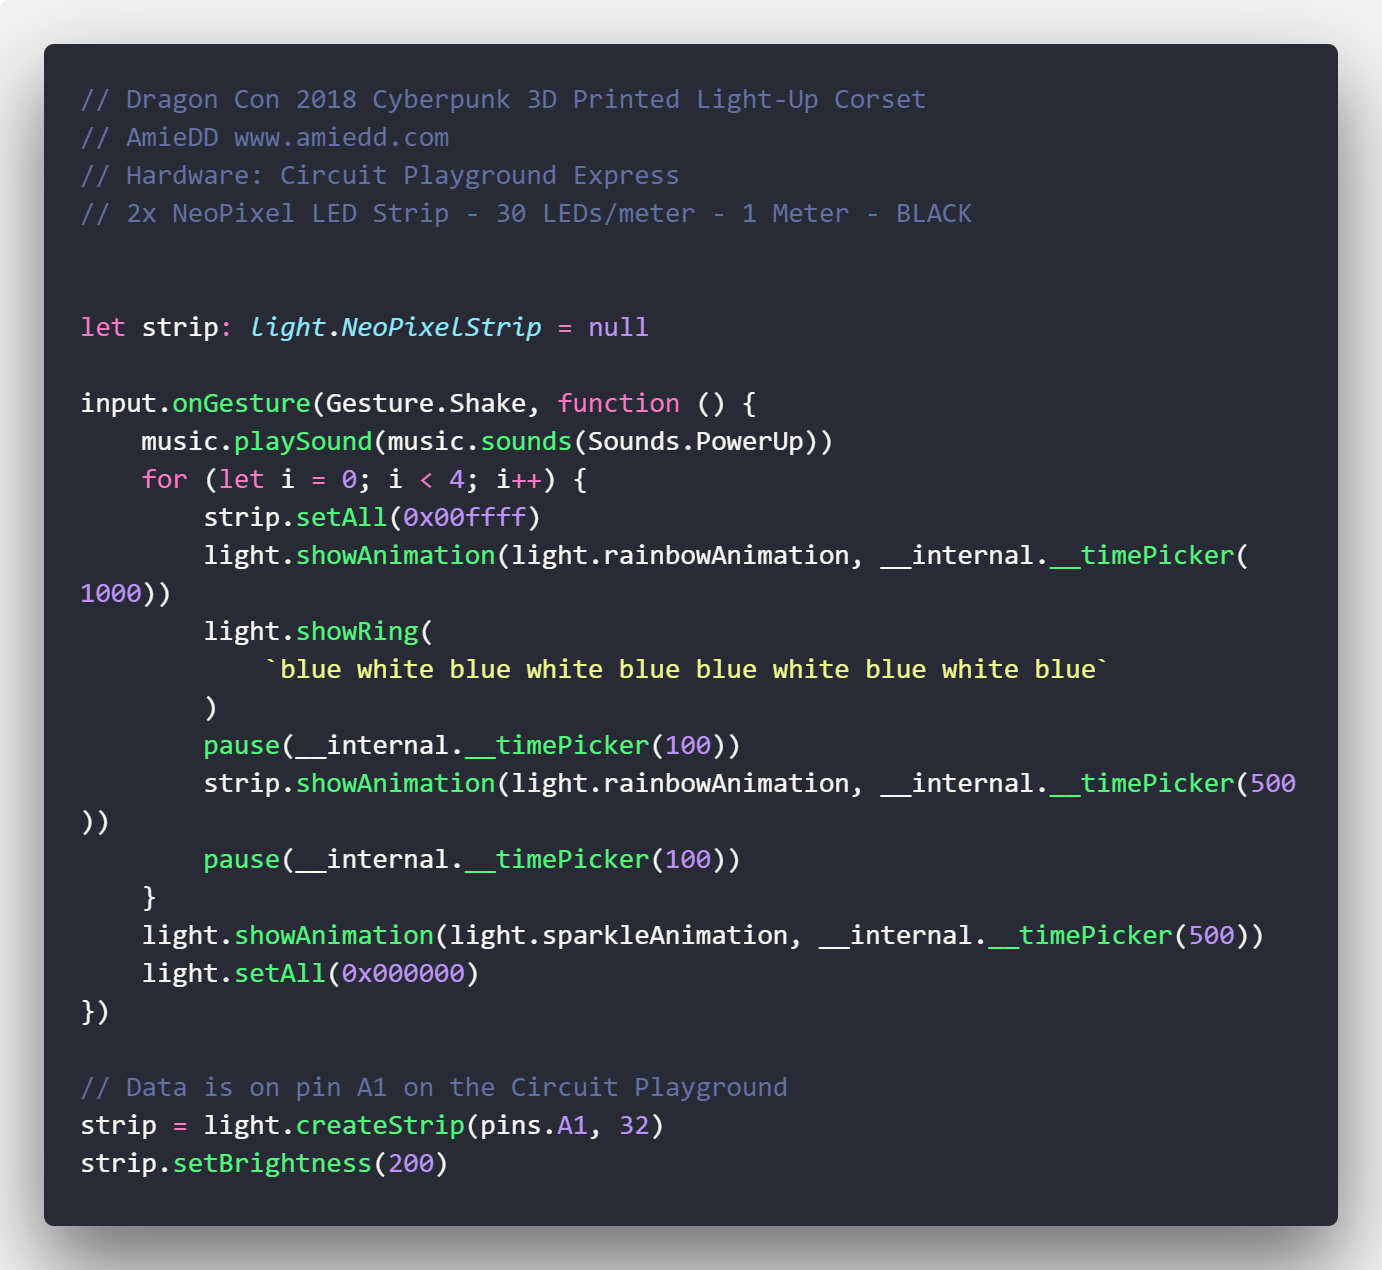 // Dragon Con 2018 Cyberpunk 3D Printed Light-Up Corset
// AmieDD www.amiedd.com
// Hardware: Circuit Playground Express
// 2x NeoPixel LED Strip - 30 LEDs/meter - 1 Meter - BLACK
let strip: light.NeoPixelStrip = null
input.onGesture(Gesture.Shake, function () {
    music.playSound(music.sounds(Sounds.PowerUp))
    for (let i = 0; i < 4; i++) {
        strip.setAll(0x00ffff)
        light.showAnimation(light.rainbowAnimation, __internal.__timePicker(
1000))
        light.showRing(
            `blue white blue white blue blue white blue white blue`
        )
        pause(__internal.__timePicker(100))
        strip.showAnimation(light.rainbowAnimation, __internal.__timePicker(500
))
        pause(__internal.__timePicker(100))
    }
    light.showAnimation(light.sparkleAnimation, __internal.__timePicker(500))
    light.setAll(0x000000)
})
// Data is on pin A1 on the Circuit Playground
strip = light.createStrip(pins.A1, 32)
strip.setBrightness(200)